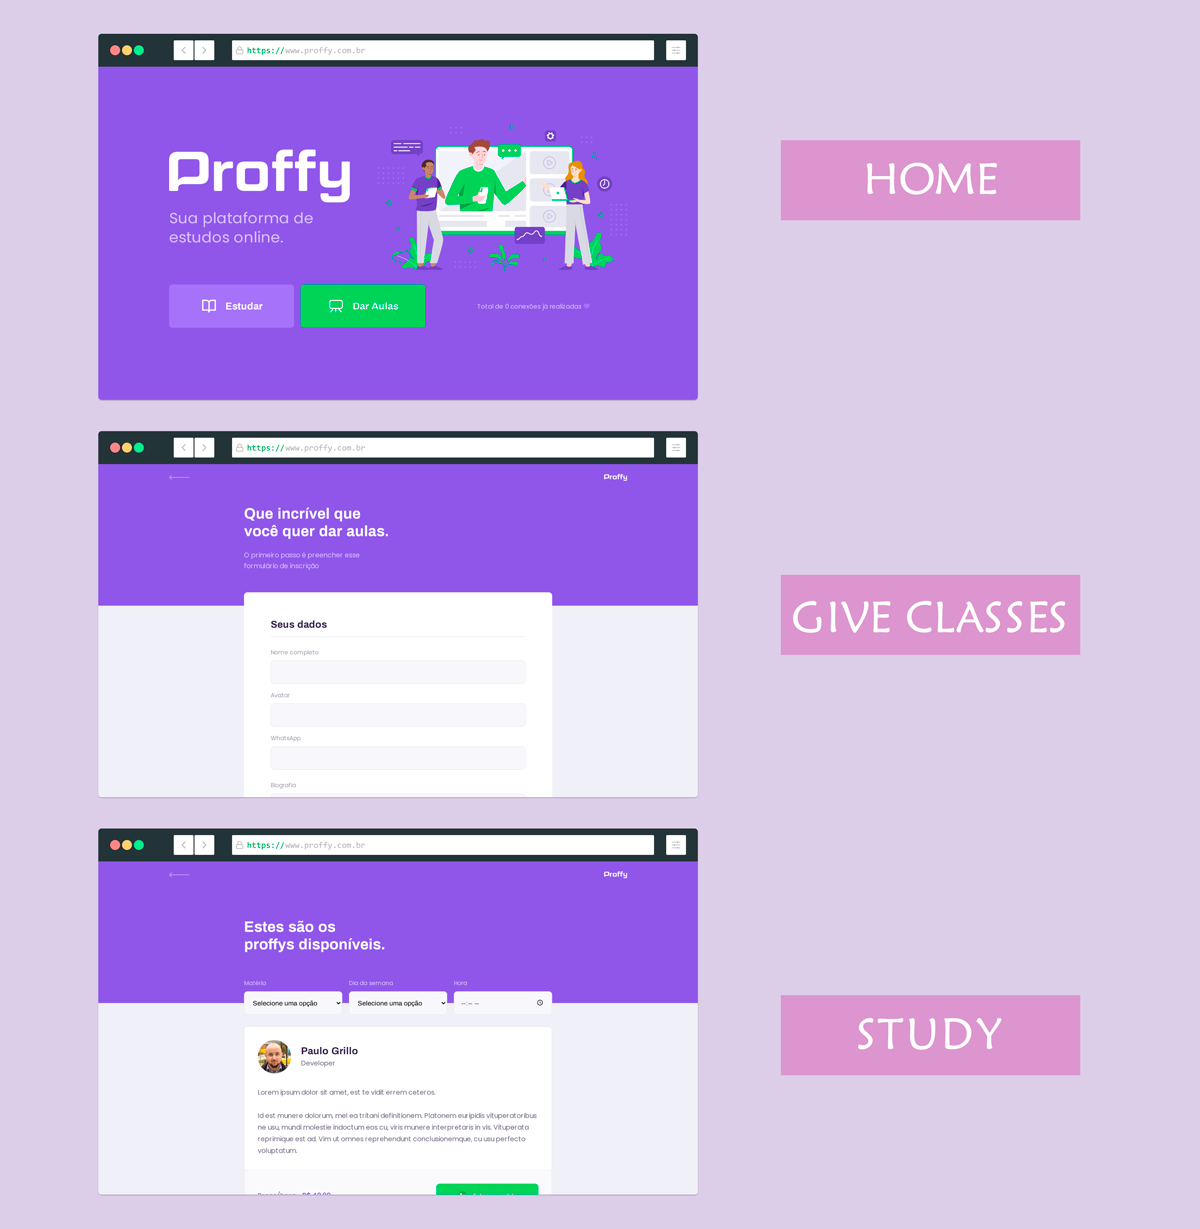 https://www.proffy.com.br
Proffy
Sua plataforma de
estudos online.
Estudar
Dar Aulas
Total de 0 conexões já realizadas
HOME
https://www.proffy.com.br
Proffy
Que incrível que
você quer dar aulas.
O primeiro passo é preencher esse
formulário de inscrição
Seus dados
Nome completo
Avatar
WhatsApp
Biografia
GIVE CLASSES
https://www.proffy.com.br
Proffy
Estes são os
proffys disponíveis.
Matéria Dia da semana Hora
Selecione uma opção Selecione uma opção --:-- --
Paulo Grillo
Developer
Lorem ipsum dolor sit amet, est te vidit errem ceteros.
Id est munere dolorum, mel ea tritani definitionem. Platonem euripidis vituperatoribus
ne usu, mundi molestie indoctum eos cu, viris munere interpretaris in vis. Vituperata
reprimique est ad. Vim ut omnes reprehendunt conclusionemque, cu usu perfecto
voluptatum.
STUDY